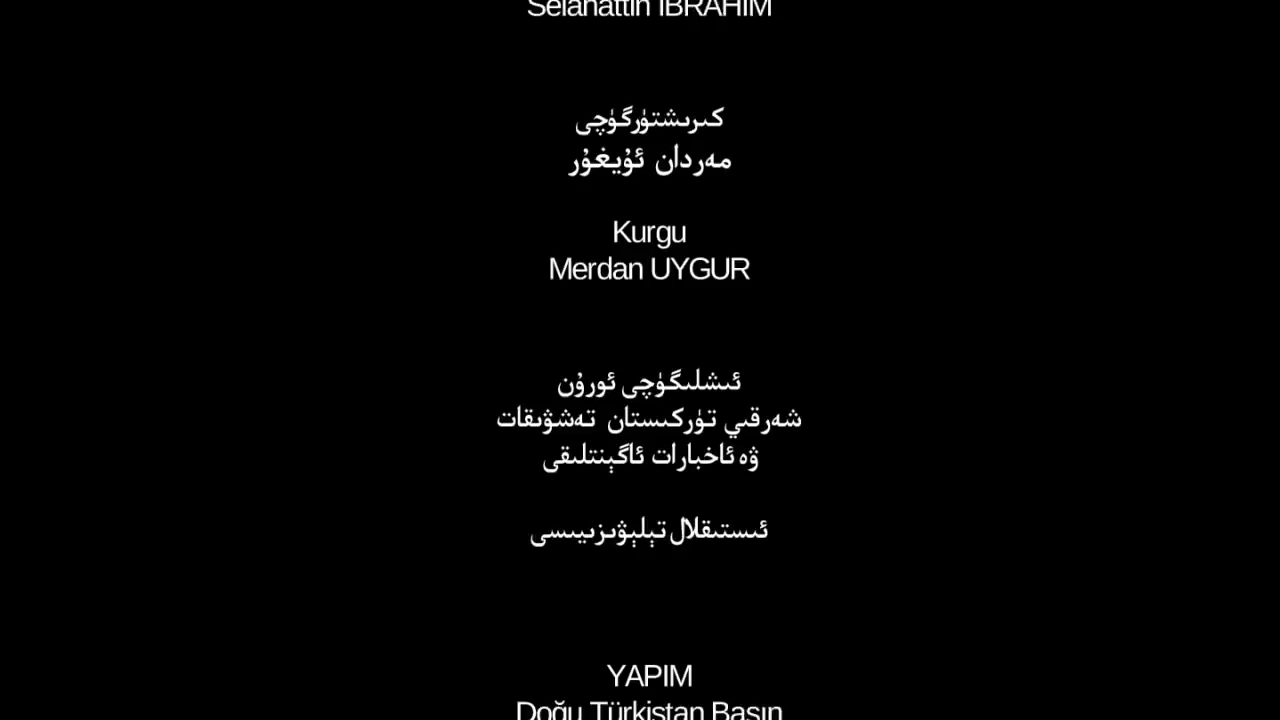 Selahattin İBRAHİM
كىرىشتۈرگۈچى
مەردان ئۇيغۇر
Kurgu
Merdan UYGUR
ئىشلىگۈچى ئورۇن
شەرقىي تۈركىستان تەشۋىقات
ۋە ئاخبارات ئاگېنتلىقى
ئىستىقلال تېلېۋىزىيىسى
YAPIM
Doğu Türkistan Basın